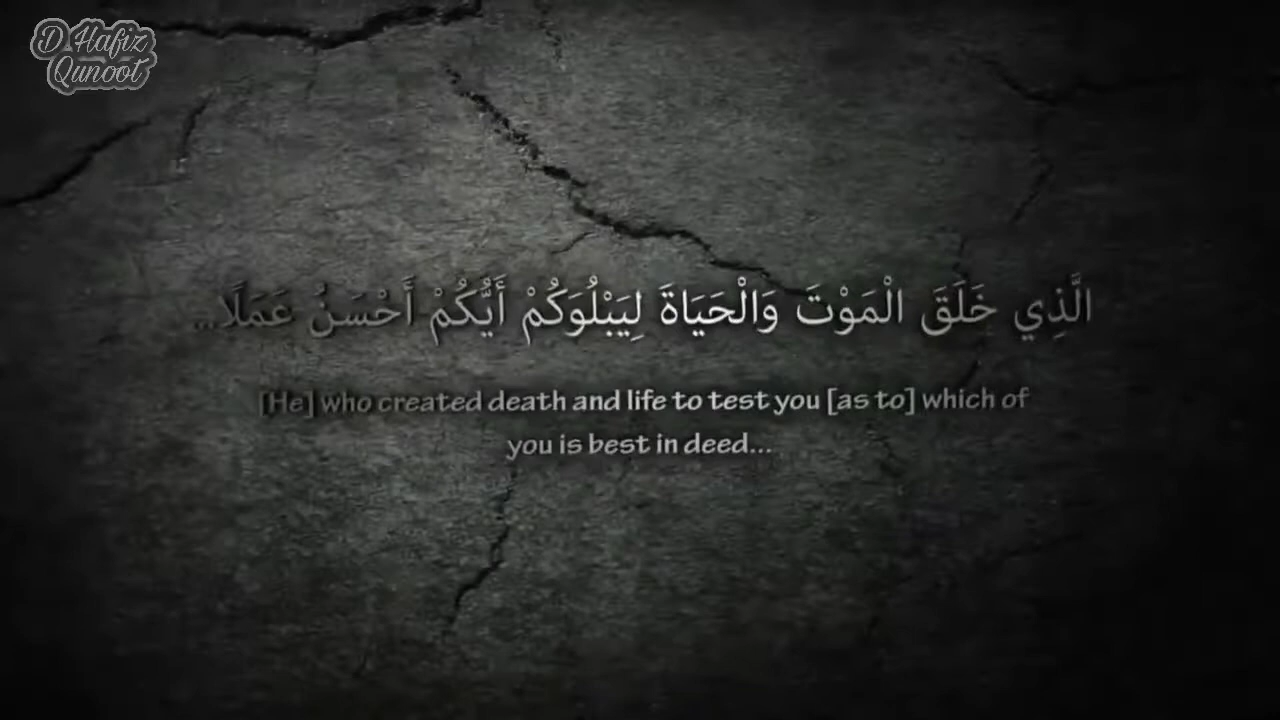 D Hafiz
Qunoot
الَّذِي خَلَقَ الْمَوْتَ وَالْحَيَاةَ لِيَبْلُوَكُمْ أَيُّكُمْ أَحْسَنُ عَمَلًا...
[He] who created death and life to test you [as to] which of
you is best in deed...